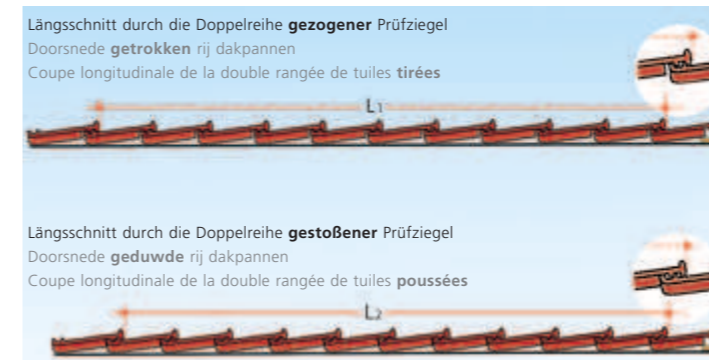 Längsschnitt durch die Doppelreihe gezogener Prüfziegel
Doorsnede getrokken rij dakpannen
Coupe longitudinale de la double rangée de tuiles tirées
L1
Längsschnitt durch die Doppelreihe gestoßener Prüfziegel
Doorsnede geduwde rij dakpannen
Coupe longitudinale de la double rangée de tuiles poussées
L2